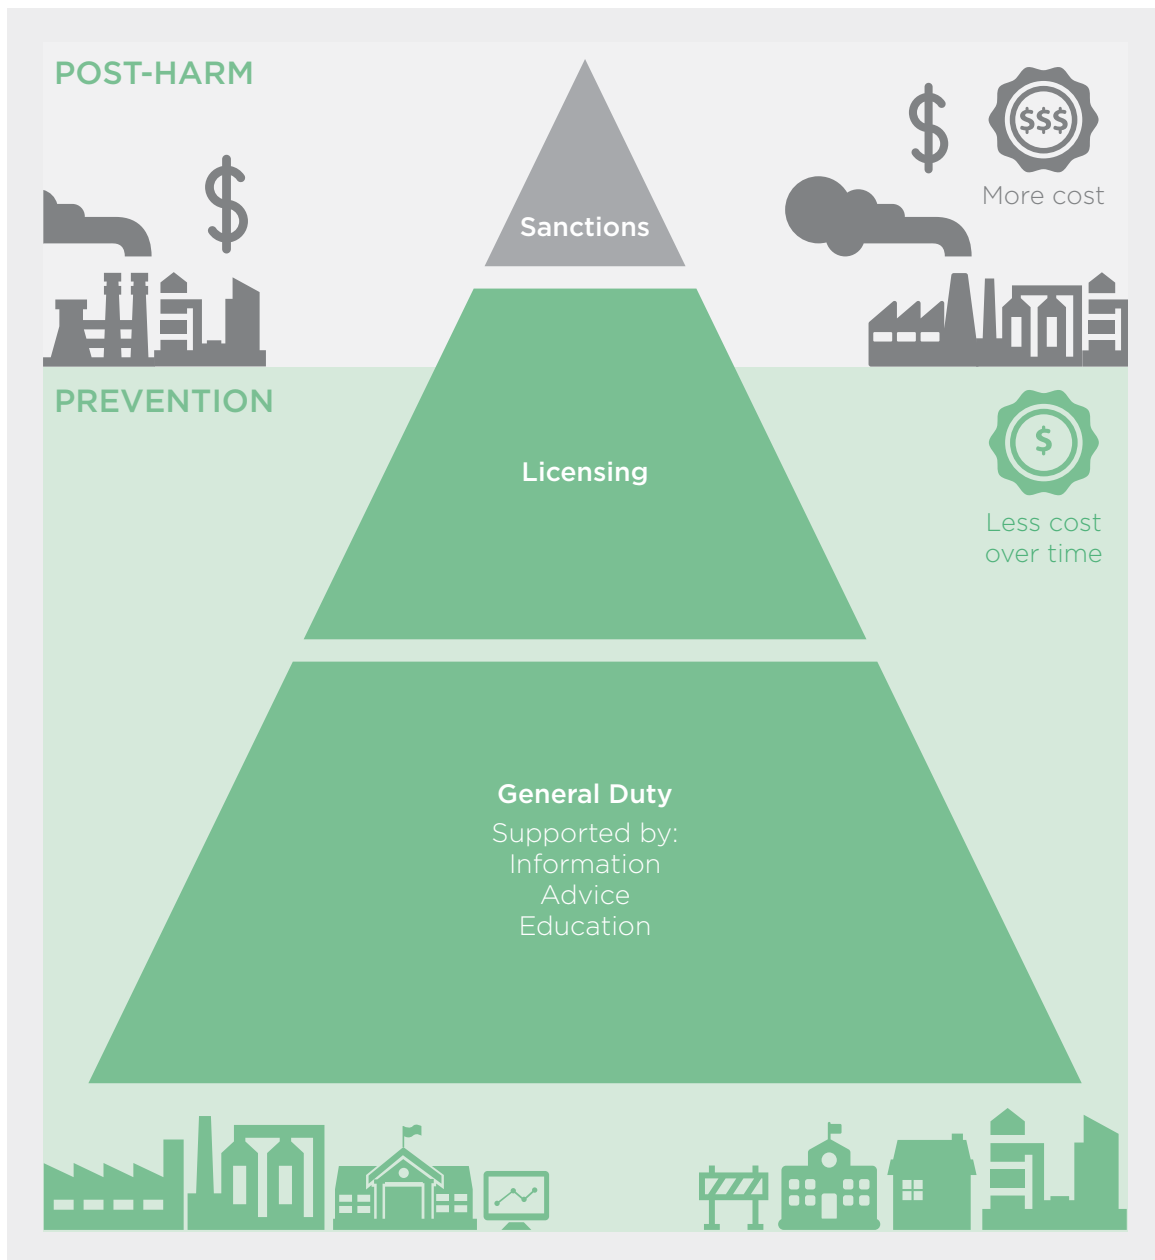 POST-HARM
$
$
$$$
More cost
Sanctions
PREVENTION
$
Less cost
over time
Licensing
General Duty
Supported by:
Information
Advice
Education